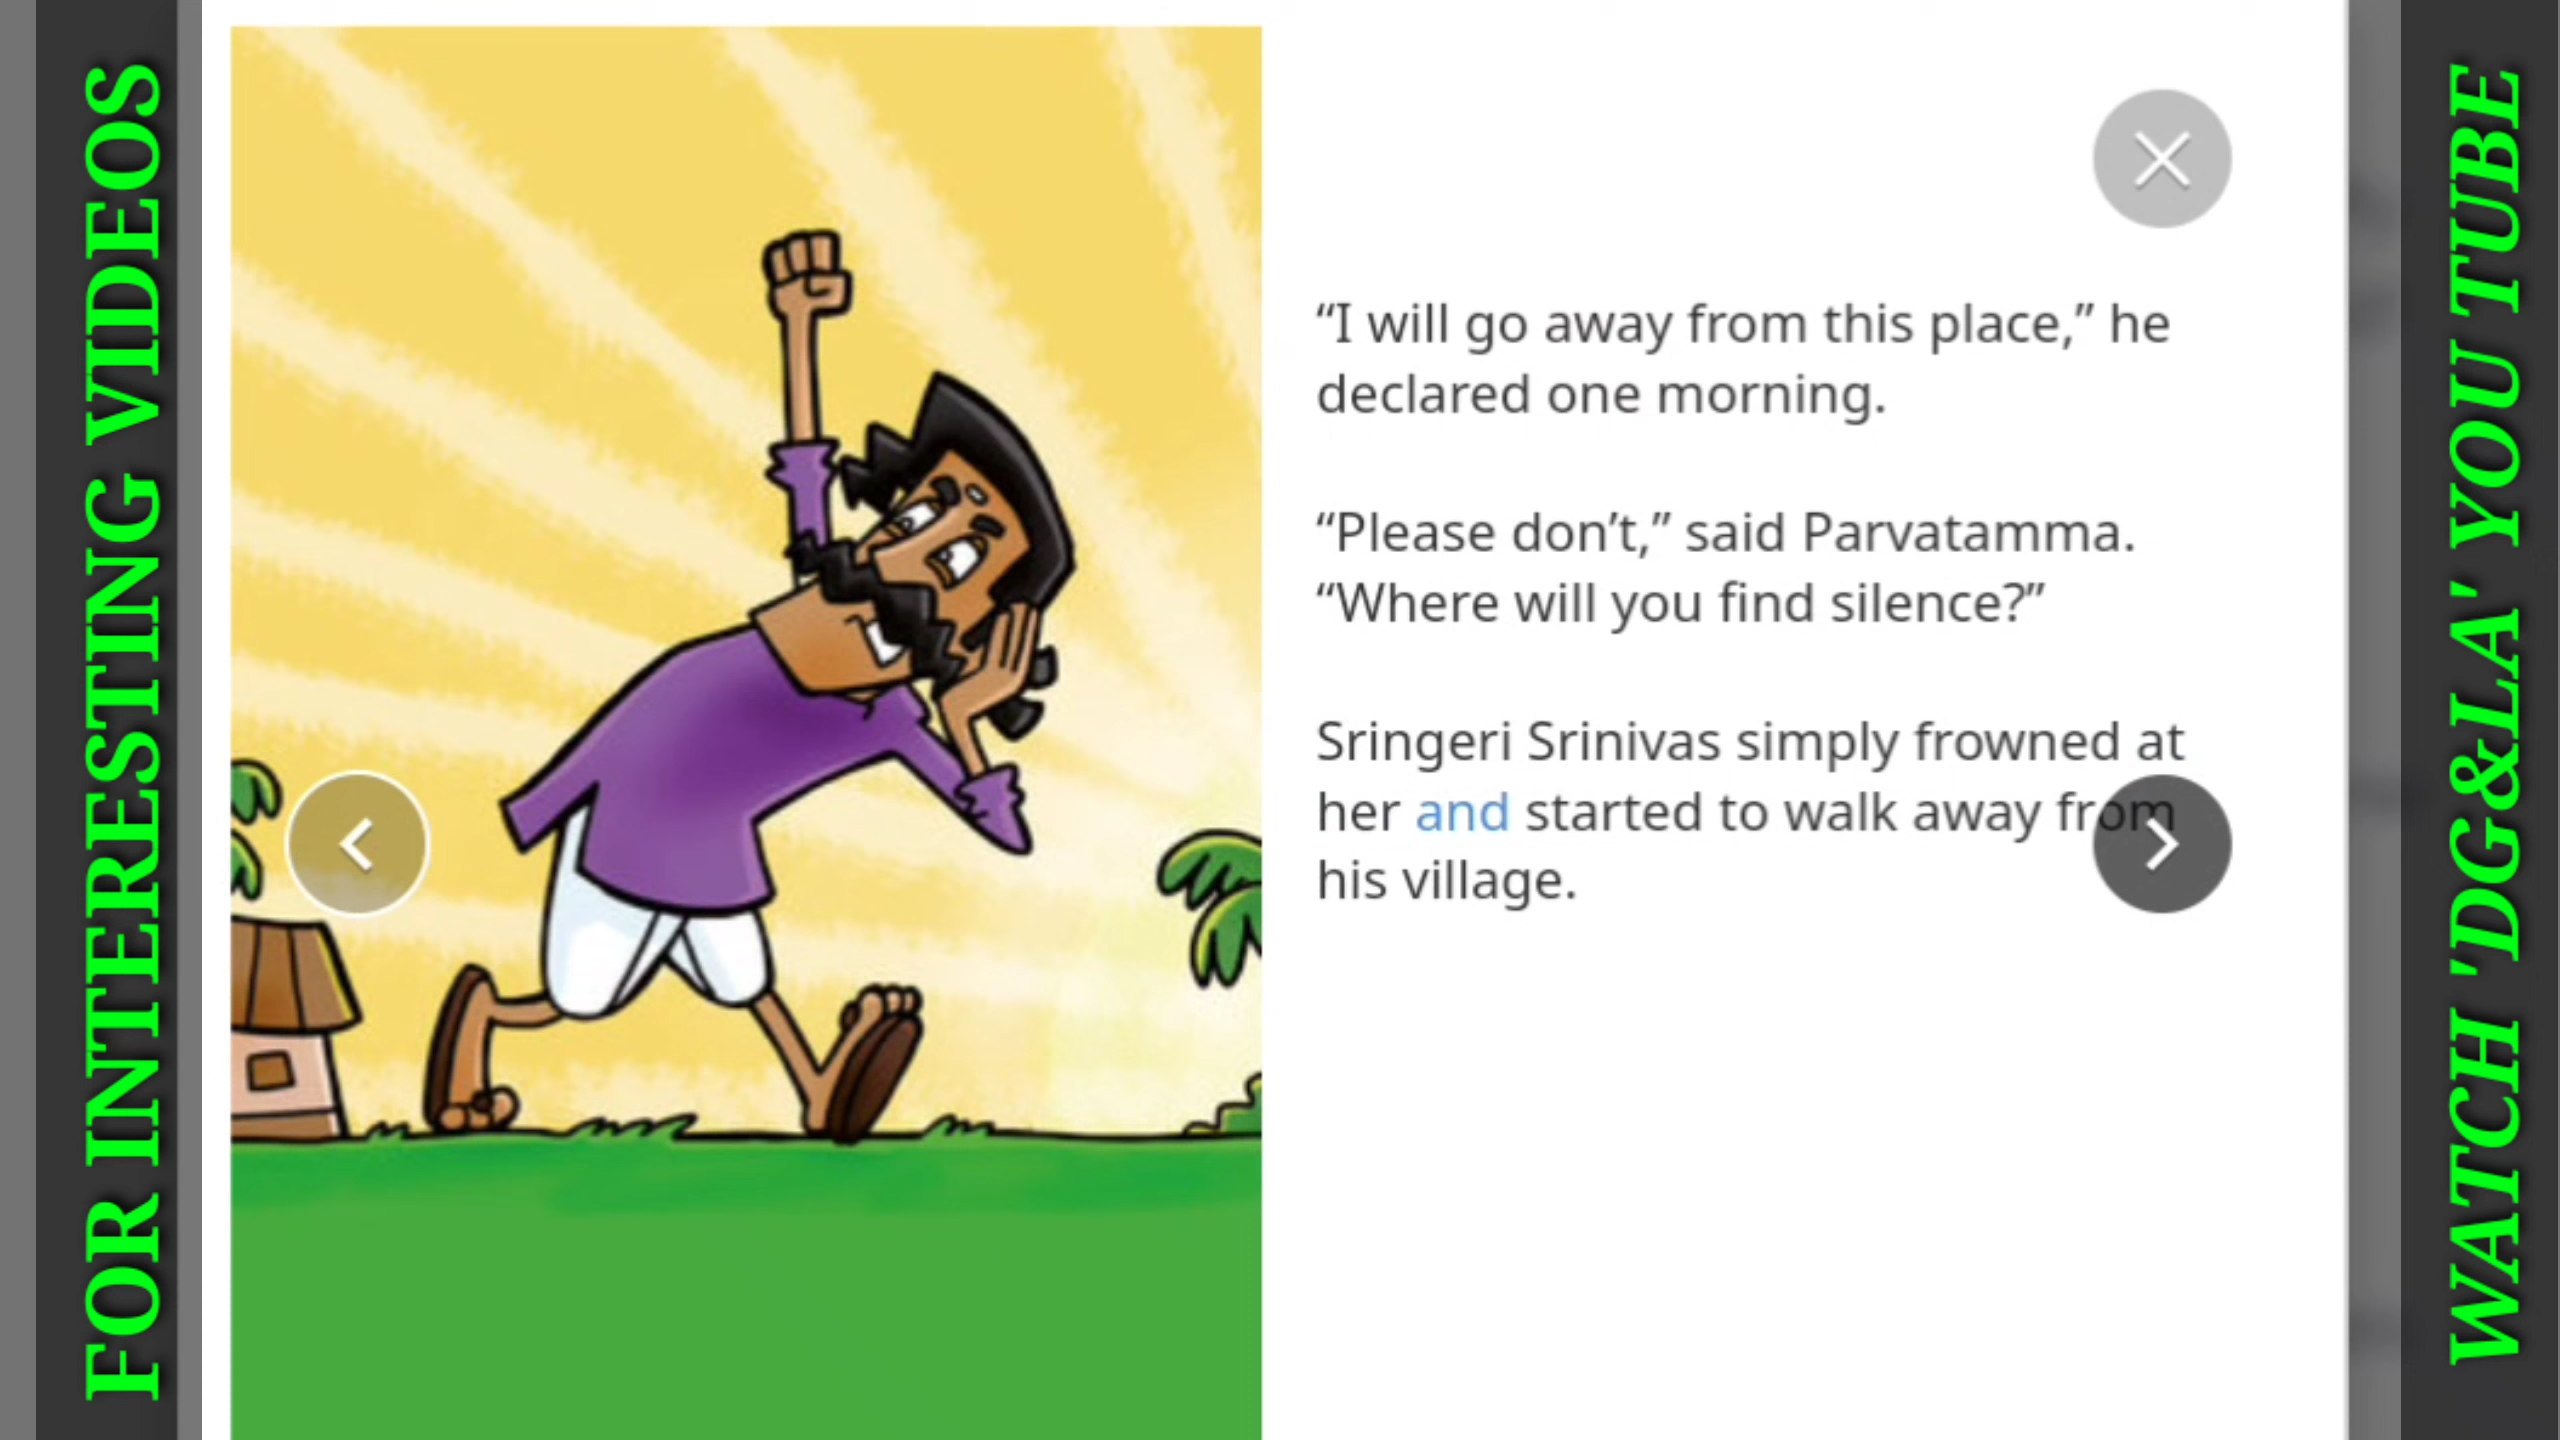 FOR INTERESTING VIDEOS
“I will go away from this place,” he
declared one morning.
“Please don’t,” said Parvatamma.
“Where will you find silence?”
Sringeri Srinivas simply frowned at
her and started to walk away from
his village.
WATCH 'DG&LA' YOU TUBE